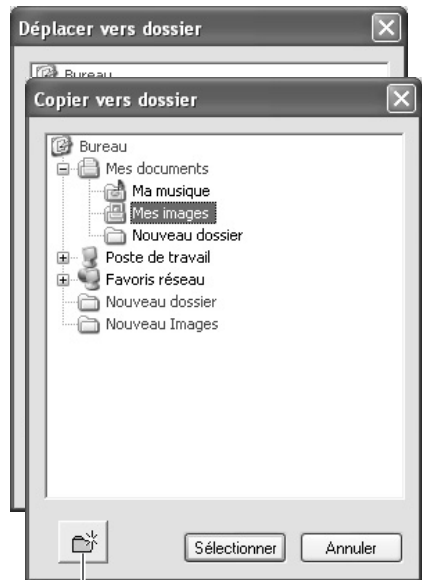 Déplacer vers dossier
Bureau
Copier vers dossier
Bureau
Mes documents
Ma musique
Mes images
Nouveau dossier
Poste de travail
Favoris réseau
Nouveau dossier
Nouveau Images
Sélectionner
Annuler